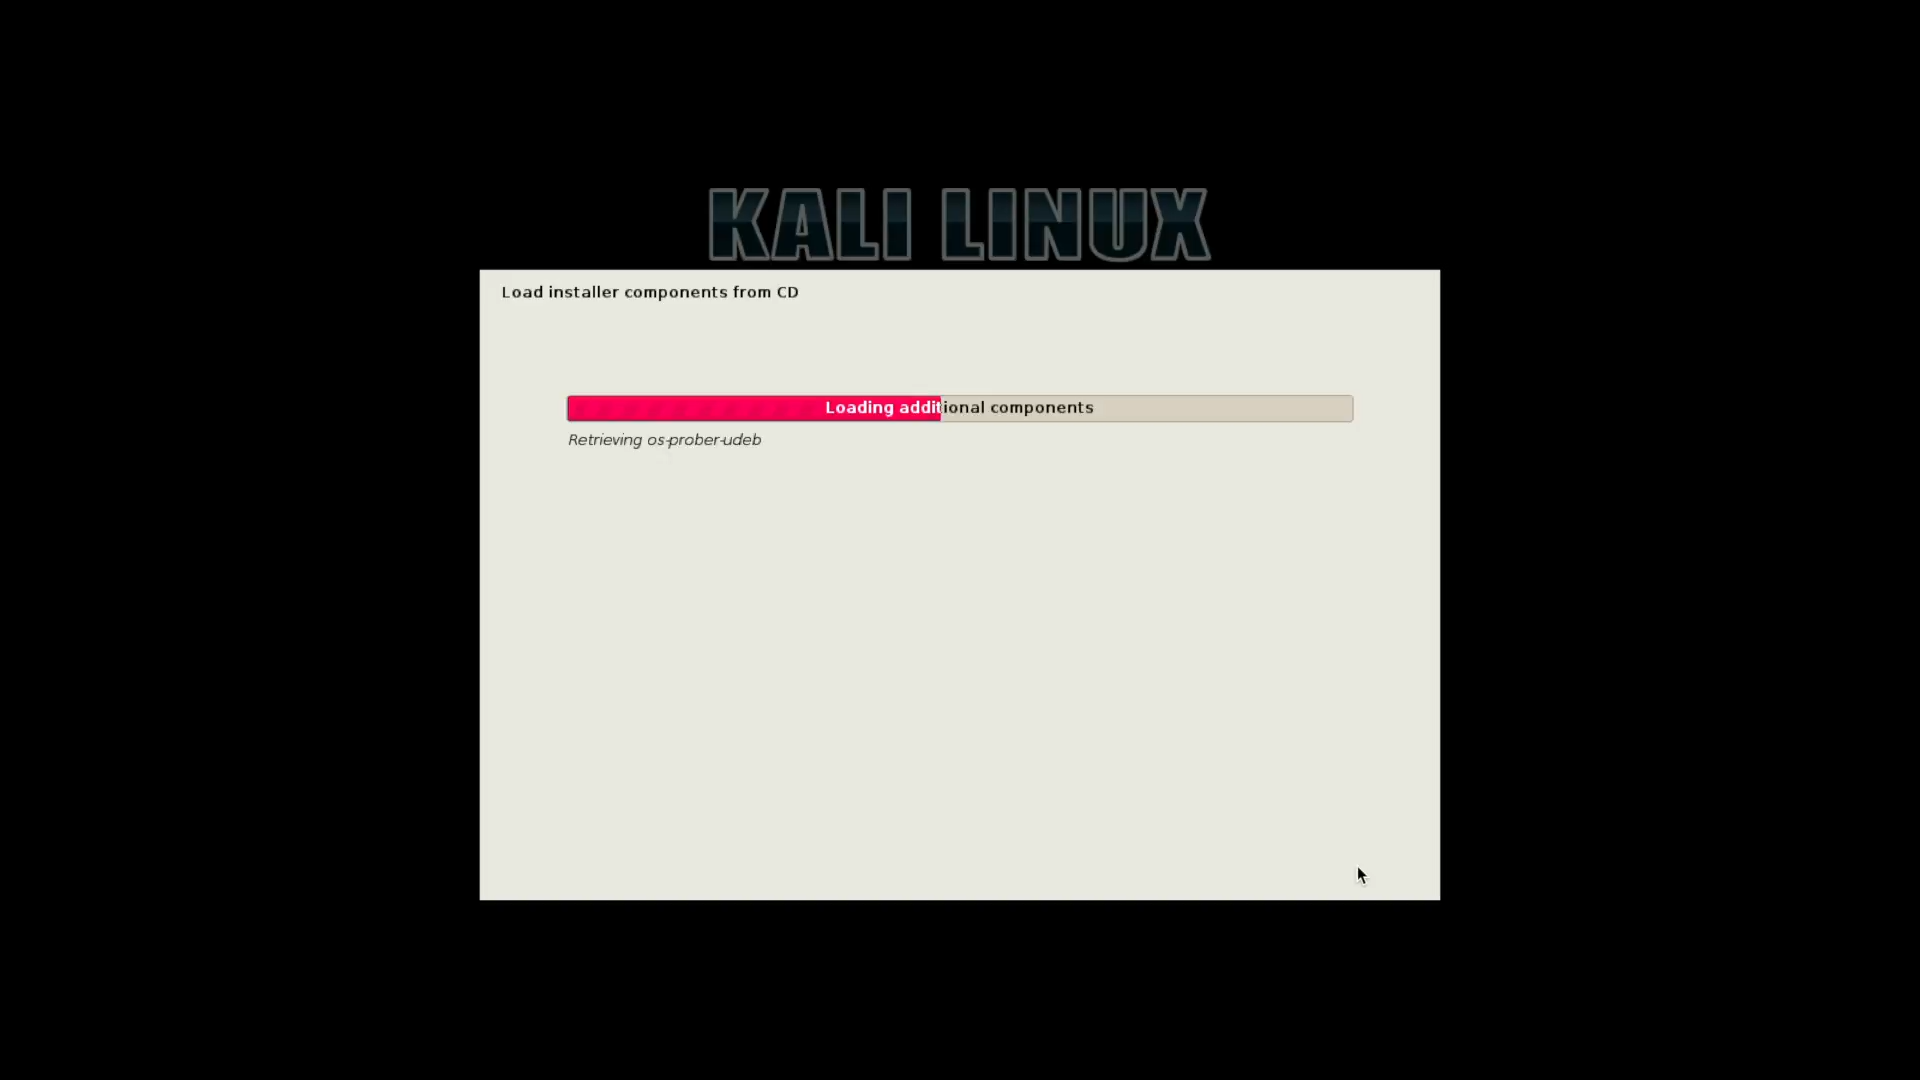 KALI LINUX
Load installer components from CD
Loading additional components
Retrieving os-prober-udeb